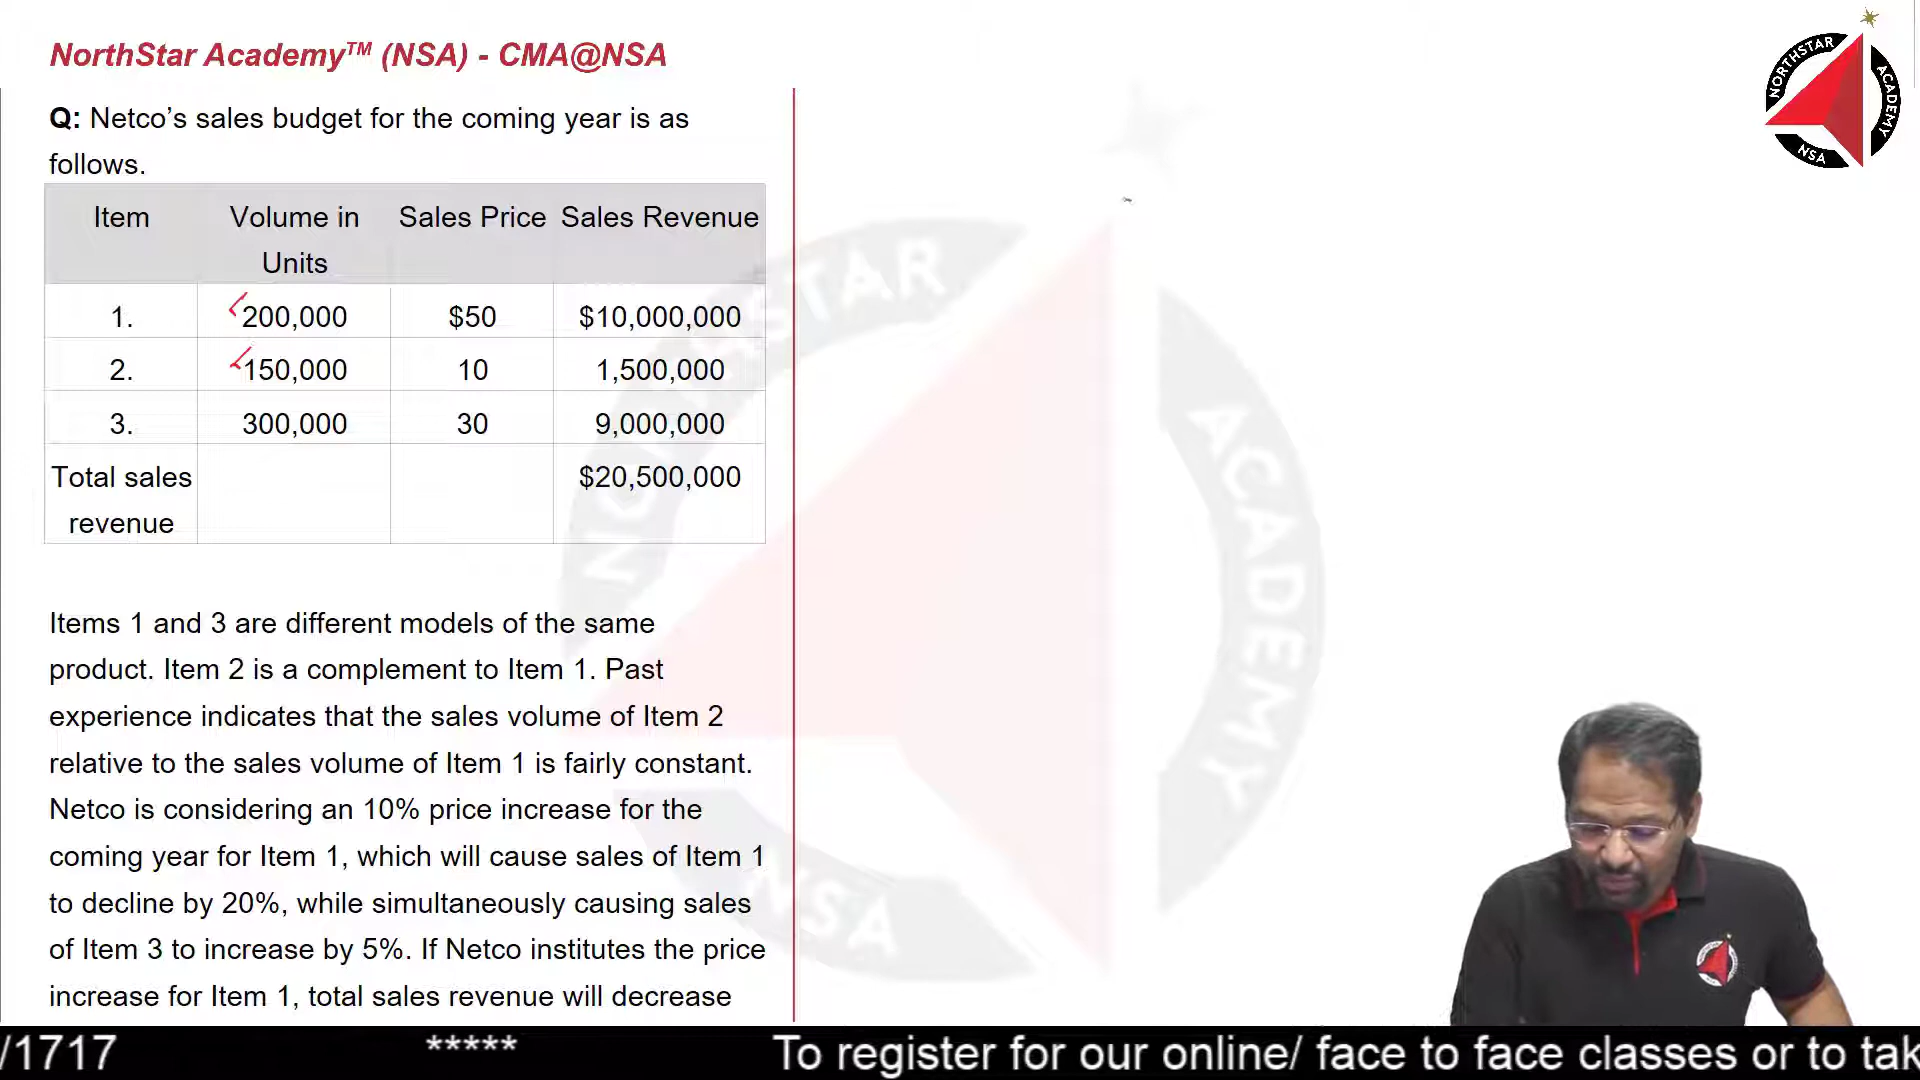 NorthStar Academy™ (NSA) - CMA@NSA
Q: Netco’s sales budget for the coming year is as
follows.
Item Volume in Units Sales Price Sales Revenue
1. 200,000 $50 $10,000,000
2. 150,000 10 1,500,000
3. 300,000 30 9,000,000
Total sales revenue $20,500,000
Items 1 and 3 are different models of the same
product. Item 2 is a complement to Item 1. Past
experience indicates that the sales volume of Item 2
relative to the sales volume of Item 1 is fairly constant.
Netco is considering an 10% price increase for the
coming year for Item 1, which will cause sales of Item 1
to decline by 20%, while simultaneously causing sales
of Item 3 to increase by 5%. If Netco institutes the price
increase for Item 1, total sales revenue will decrease
NORTHSTAR ACADEMY
NSA
NORTHSTAR ACADEMY
NSA
/1717 ***** To register for our online/ face to face classes or to tak